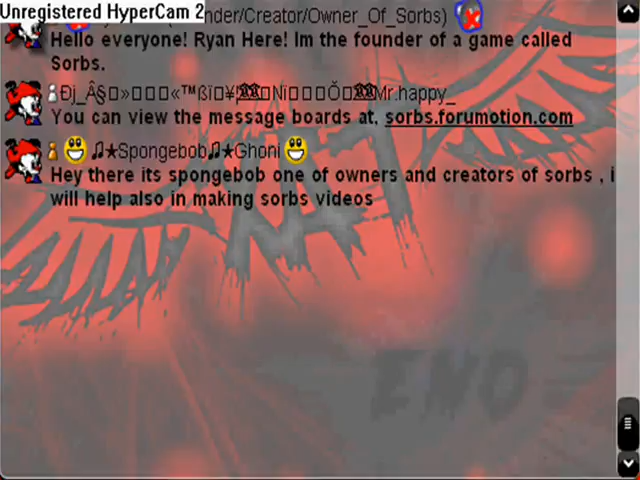 Unregistered HyperCam 2
nder/Creator/Owner_Of_Sorbs)
Hello everyone! Ryan Here! Im the founder of a game called
Sorbs.
Mr.happy_
You can view the message boards at, sorbs.forumotion.com
♫★Spongebob♫★Ghoni
Hey there its spongebob one of owners and creators of sorbs , i
will help also in making sorbs videos
END